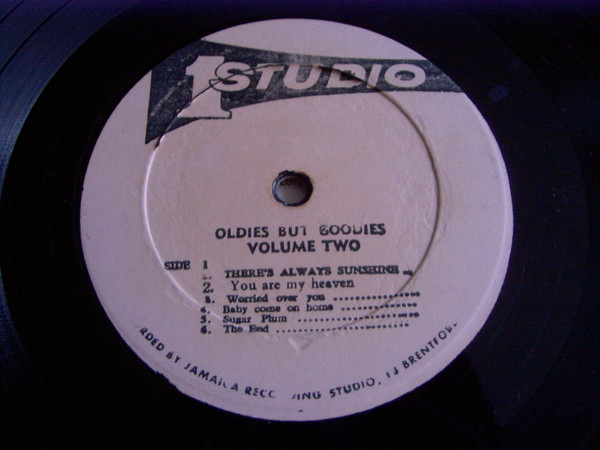 1 STUDIO
OLDIES BUT GOODIES
VOLUME TWO
SIDE 1
THERE'S ALWAYS SUNSHINE
2. You are my heaven
3. Worried over you ................
4. Baby come on home ..............
5. Sugar Plum ....................
6. The End ........................
RDED BY JAMAICA REC ING STUDIO, 13 BRENTFORD